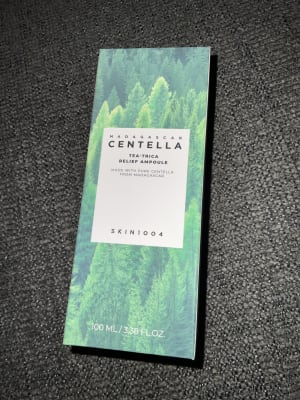 MADAGASCAR
CENTELLA
TEA-TRICA
RELIEF AMPOULE
MADE WITH PURE CENTELLA
FROM MADAGASCAR
SKIN1004
100 ML / 3.38 FL.OZ.